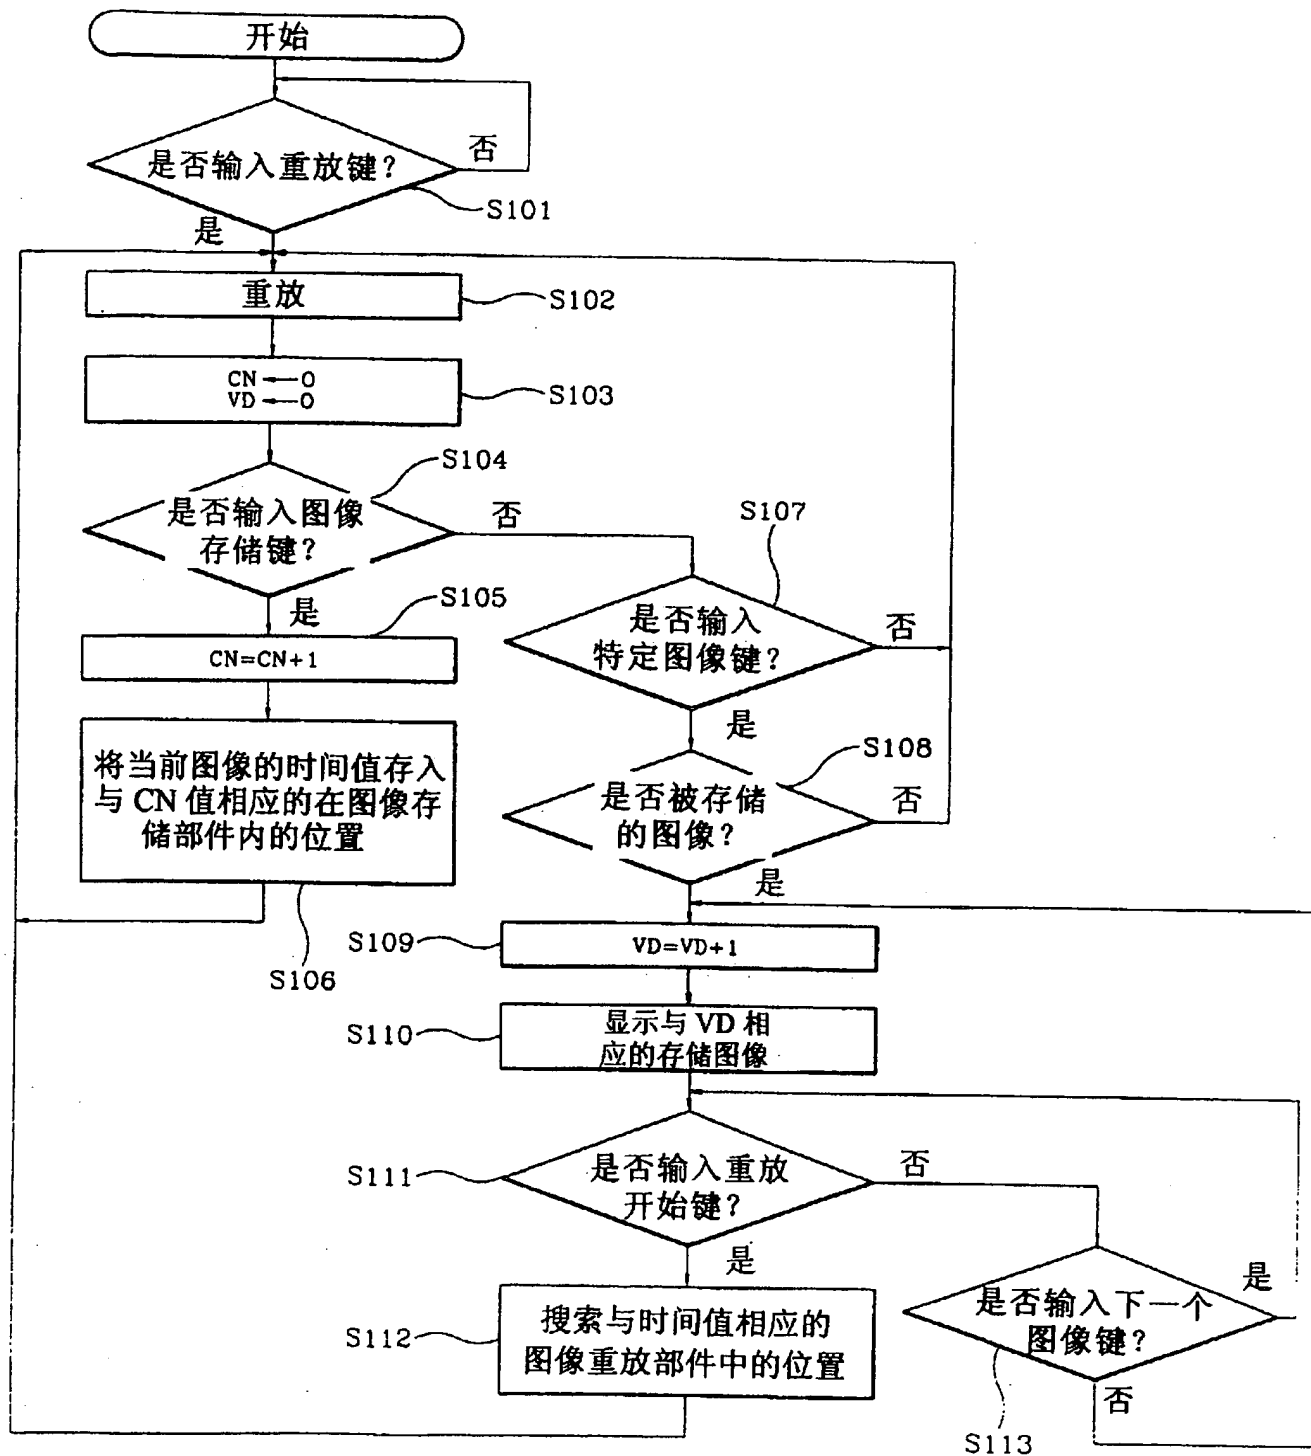 开始
是否输入重放键？
否
S101
是
重放
S102
CN←0
VD←0
S103
S104
是否输入图像
存储键？
否
是
S105
CN=CN+1
将当前图像的时间值存入
与CN值相应的在图像存
储部件内的位置
S106
S107
是否输入
特定图像键？
否
是
S108
是否被存储
的图像？
否
是
S109
VD=VD+1
S110
显示与VD相
应的存储图像
S111
是否输入重放
开始键？
否
是
S112
搜索与时间值相应的
图像重放部件中的位置
是否输入下一个
图像键？
是
否
S113